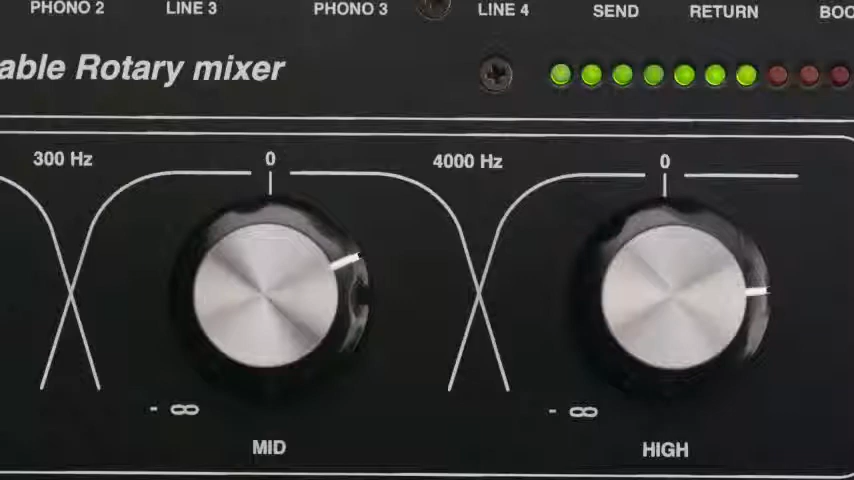 PHONO 2 LINE 3 PHONO 3 LINE 4 SEND RETURN
Rotary mixer
300 Hz 0 4000 Hz 0
- ∞ - ∞
MID HIGH